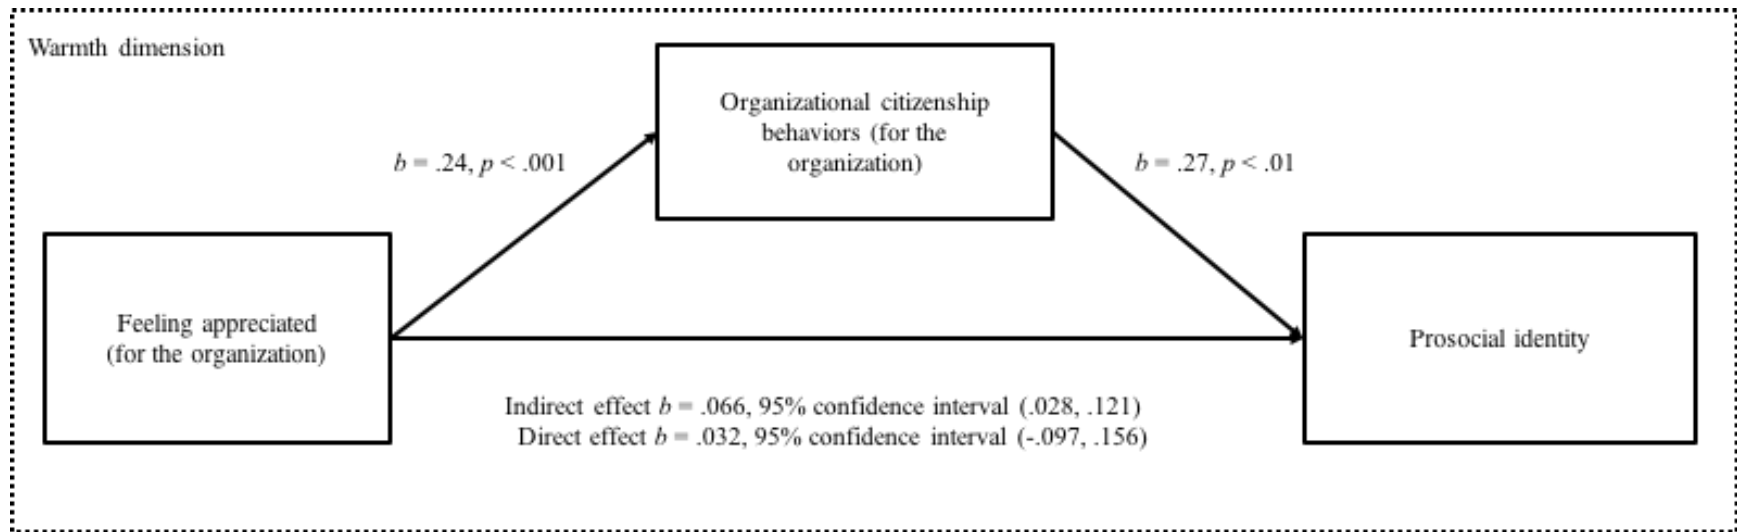 Warmth dimension
Organizational citizenship
behaviors (for the
organization)
b = .24, p < .001
b = .27, p < .01
Feeling appreciated
(for the organization)
Prosocial identity
Indirect effect b = .066, 95% confidence interval (.028, .121)
Direct effect b = .032, 95% confidence interval (-.097, .156)